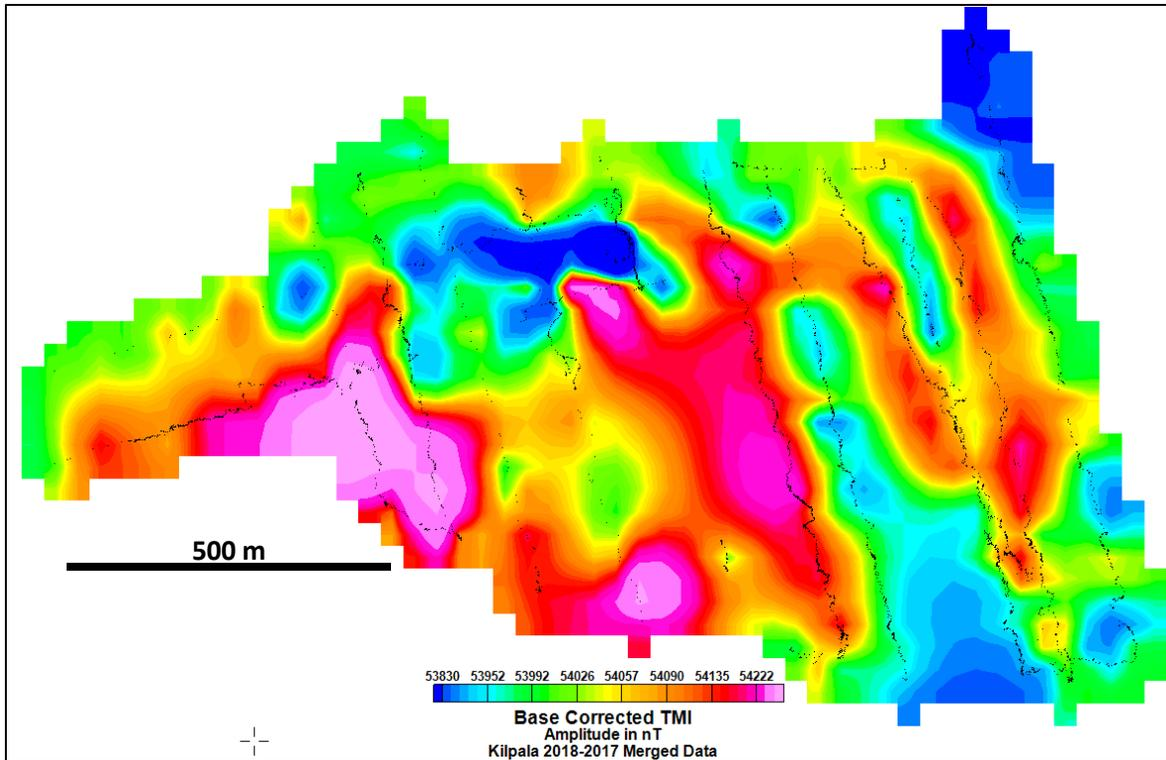 500 m
53830 53952 53992 54026 54057 54090 54135 54222
Base Corrected TMI
Amplitude in nT
Kilpala 2018-2017 Merged Data